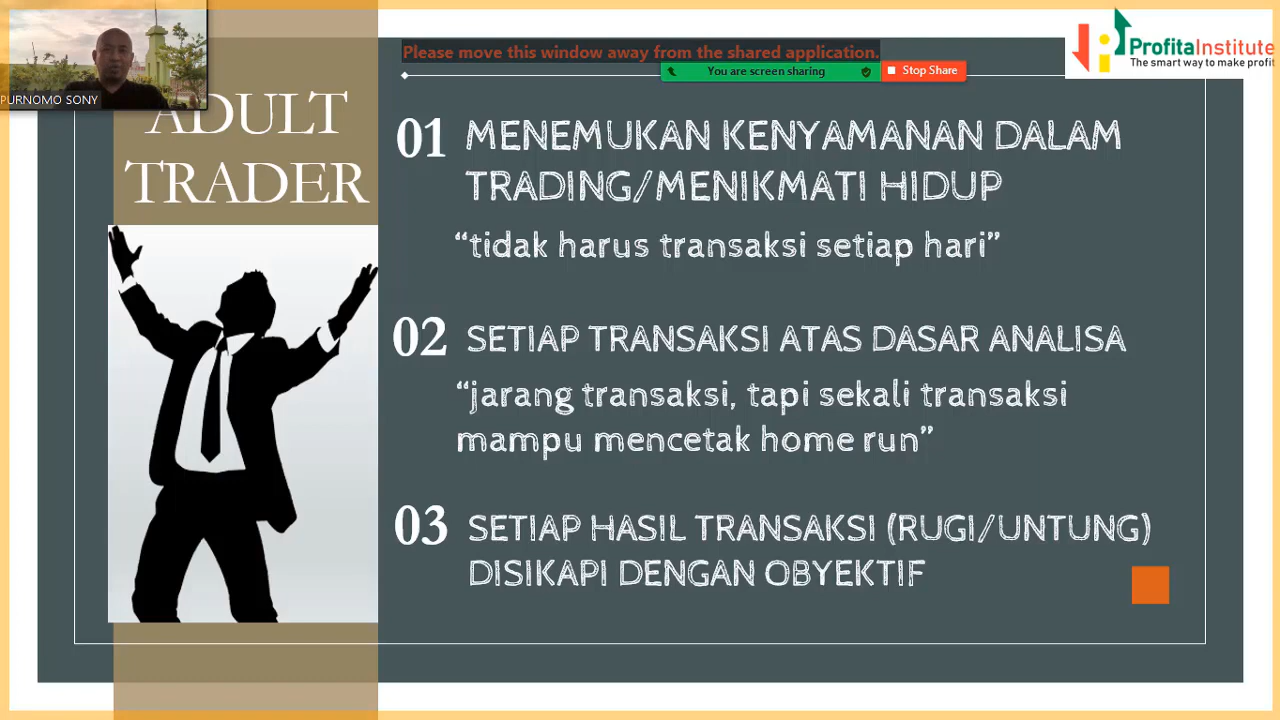 PURNOMO SONY
ADULT
TRADER
Please move this window away from the shared application.
You are screen sharing
Stop Share
ProfitaInstitute
The smart way to make profit
01 MENEMUKAN KENYAMANAN DALAM
TRADING/MENIKMATI HIDUP
“tidak harus transaksi setiap hari”
02 SETIAP TRANSAKSI ATAS DASAR ANALISA
“jarang transaksi, tapi sekali transaksi
mampu mencetak home run”
03 SETIAP HASIL TRANSAKSI (RUGI/UNTUNG)
DISIKAPI DENGAN OBYEKTIF